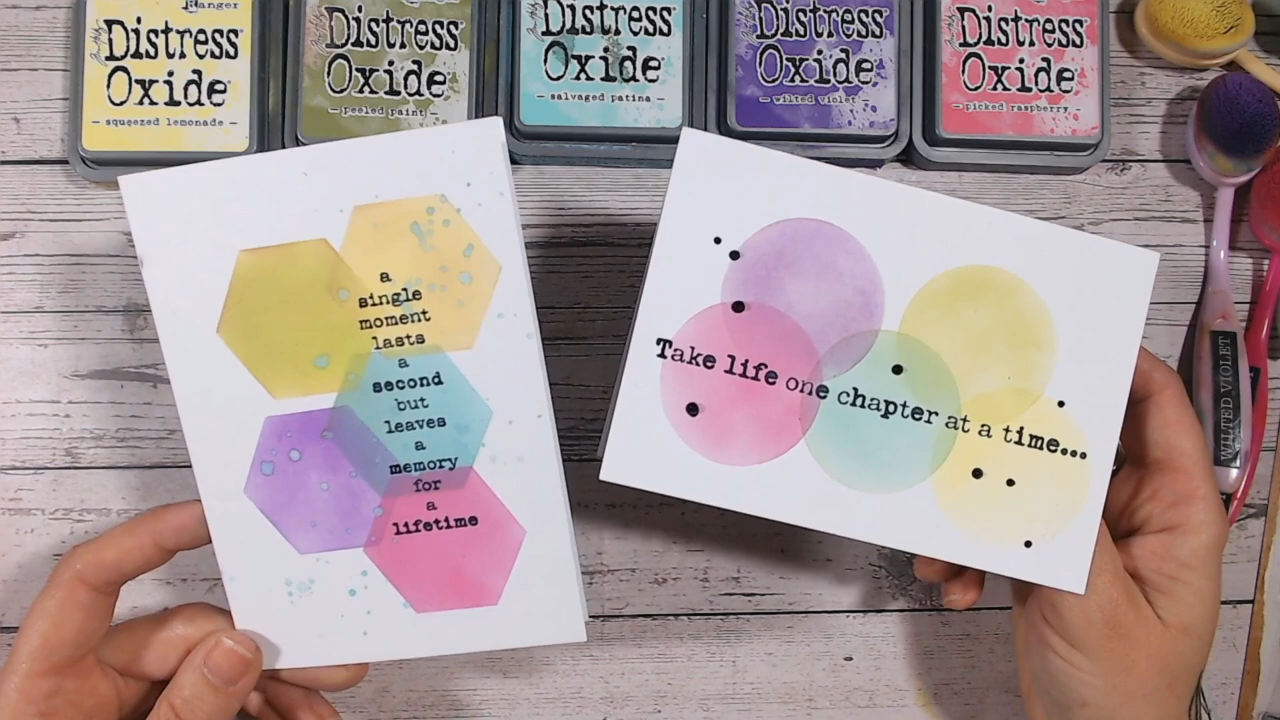 Ranger
Distress
Oxide
— squeezed lemonade —
Distress
Oxide
— peeled paint —
Distress
Oxide
— salvaged patina —
Distress
Oxide
— wilted violet —
Distress
Oxide
— picked raspberry —
a
single
moment
lasts
a
second
but
leaves
a
memory
for
a
lifetime
Take life one chapter at a time...
WILTED VIOLET